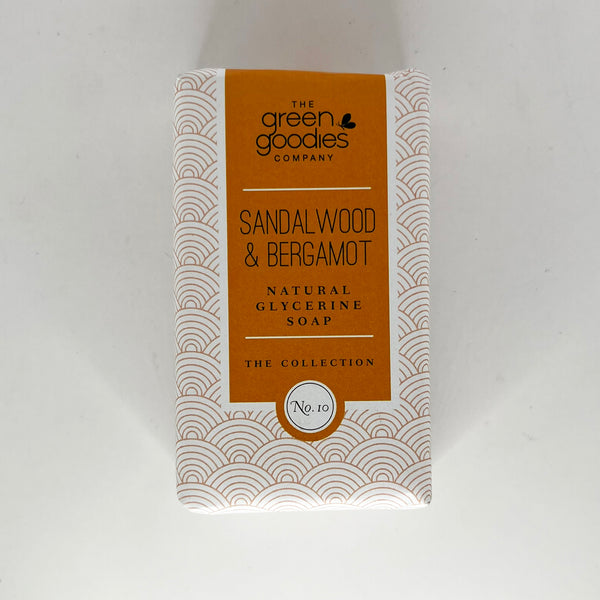 THE
green
goodies
COMPANY
SANDALWOOD
& BERGAMOT
NATURAL
GLYCERINE
SOAP
THE COLLECTION
No. 10